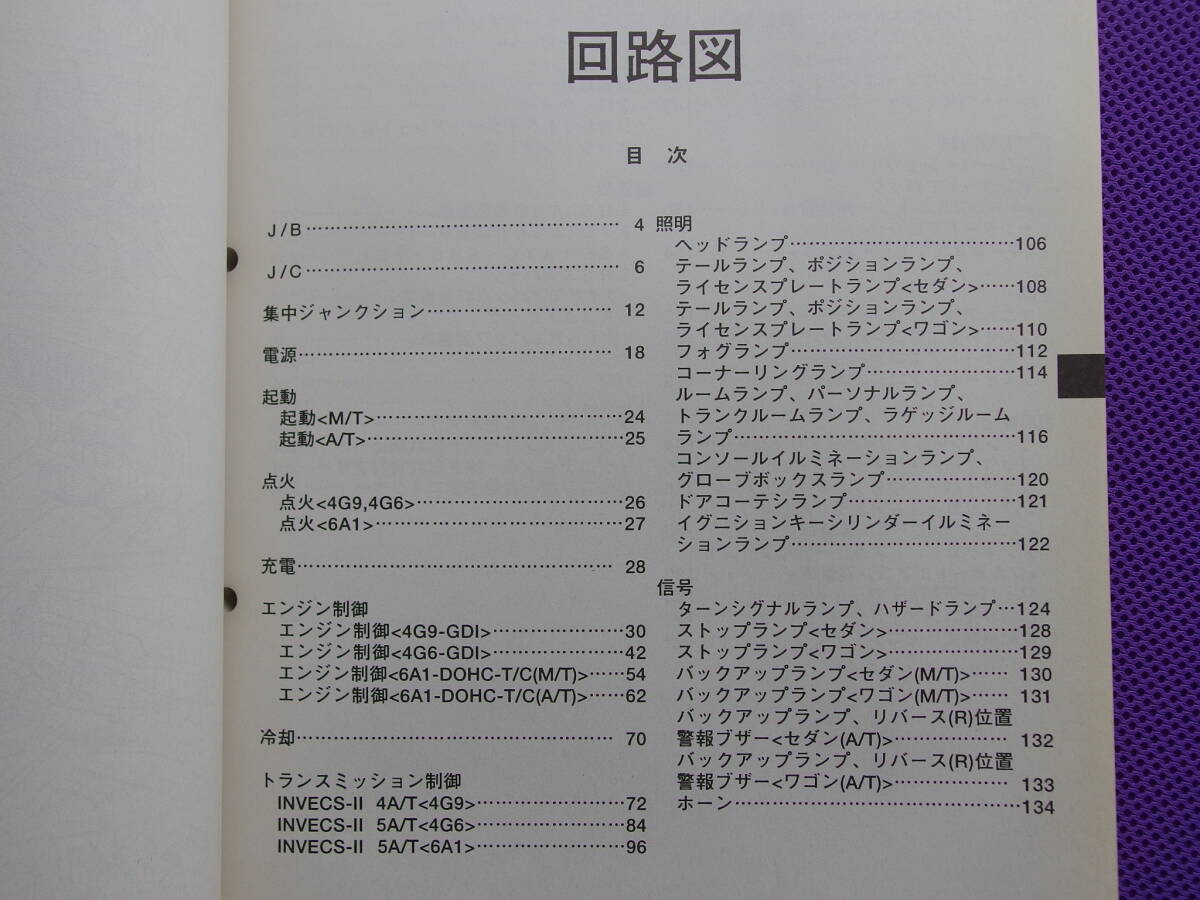 回路図
目 次
J/B 4
J/C 6
集中ジャンクション 12
電源 18
起動
起動<M/T> 24
起動<A/T> 25
点火
点火<4G9,4G6> 26
点火<6A1> 27
充電 28
エンジン制御
エンジン制御<4G9-GDI> 30
エンジン制御<4G6-GDI> 42
エンジン制御<6A1-DOHC-T/C(M/T)> 54
エンジン制御<6A1-DOHC-T/C(A/T)> 62
冷却 70
トランスミッション制御
INVECS-II 4A/T<4G9> 72
INVECS-II 5A/T<4G6> 84
INVECS-II 5A/T<6A1> 96
照明
ヘッドランプ 106
テールランプ、ポジションランプ、
ライセンスプレートランプ<セダン> 108
テールランプ、ポジションランプ、
ライセンスプレートランプ<ワゴン> 110
フォグランプ 112
コーナーリングランプ 114
ルームランプ、パーソナルランプ、
トランクルームランプ、ラゲッジルーム
ランプ 116
コンソールイルミネーションランプ、
グローブボックスランプ 120
ドアコーテシランプ 121
イグニションキーシリンダーイルミネー
ションランプ 122
信号
ターンシグナルランプ、ハザードランプ 124
ストップランプ<セダン> 128
ストップランプ<ワゴン> 129
バックアップランプ<セダン(M/T)> 130
バックアップランプ<ワゴン(M/T)> 131
バックアップランプ、リバース(R)位置
警報ブザー<セダン(A/T)> 132
バックアップランプ、リバース(R)位置
警報ブザー<ワゴン(A/T)> 133
ホーン 134